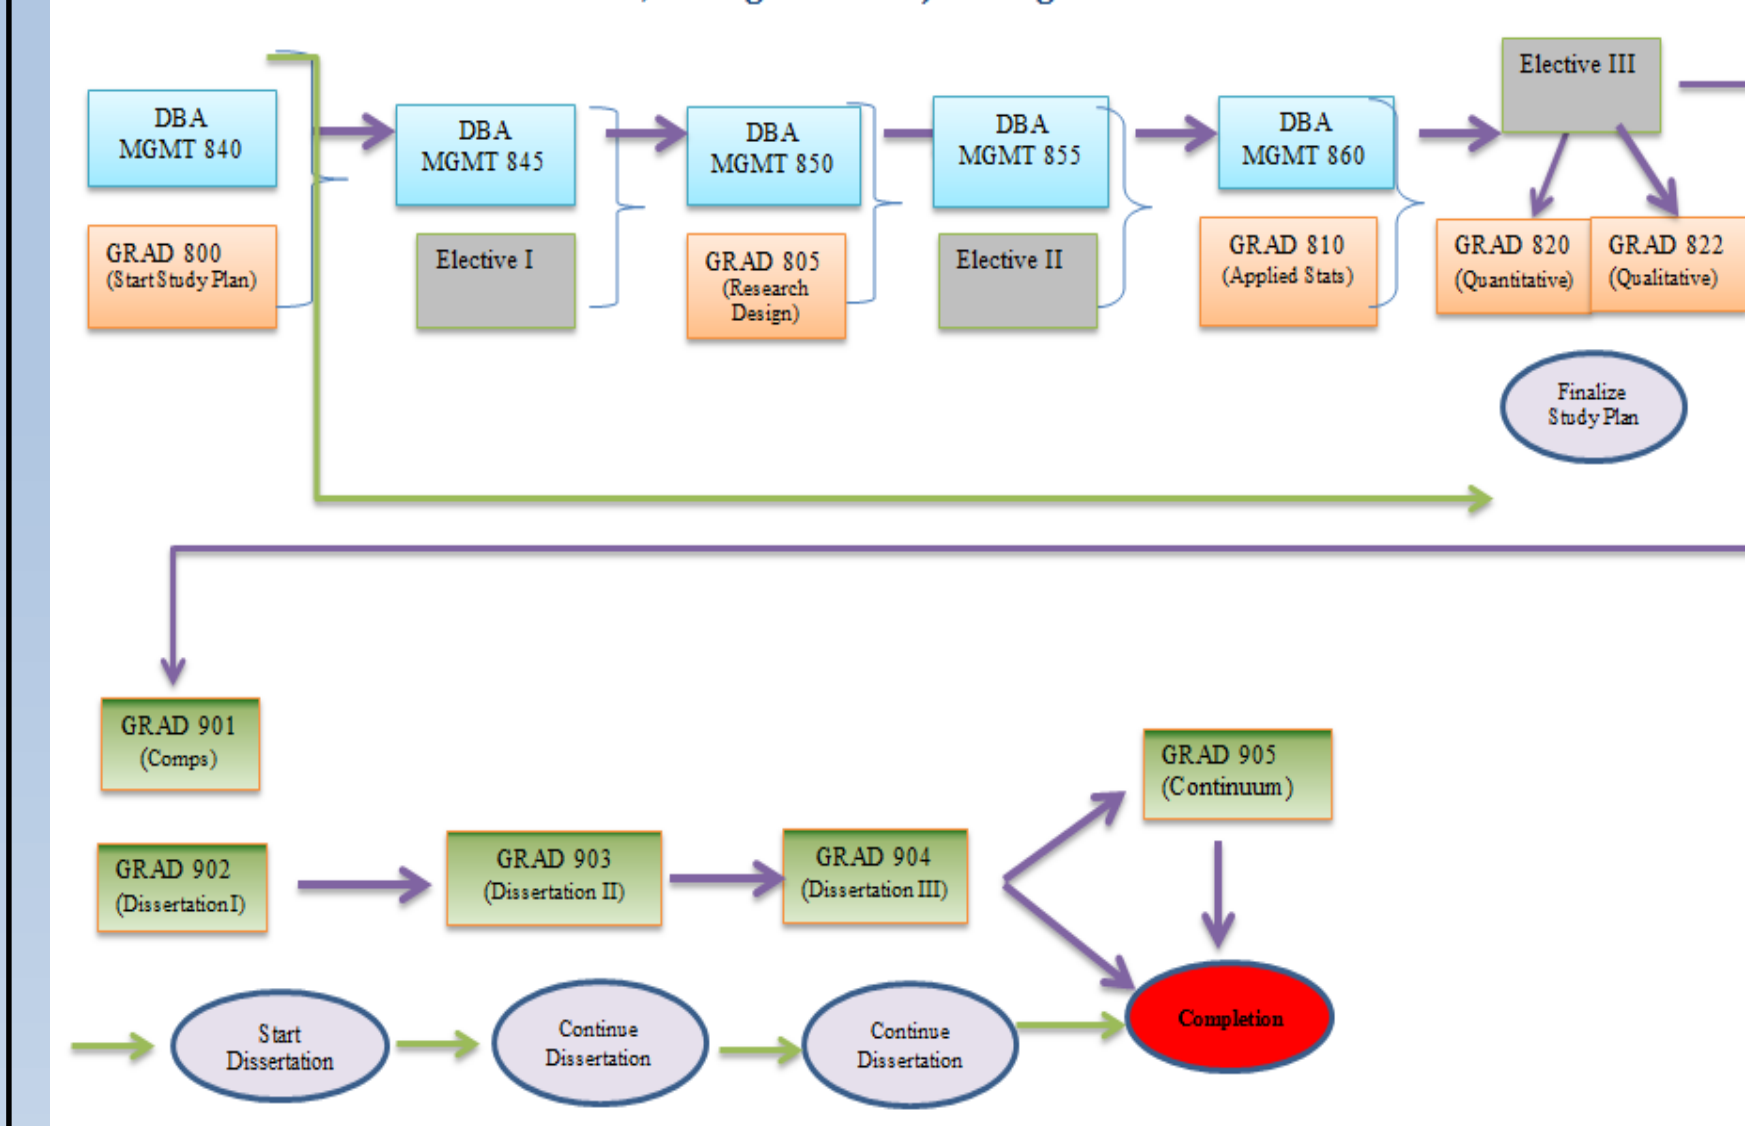 DBA
MGMT 840
GRAD 800
(Start Study Plan)
DBA
MGMT 845
Elective I
DBA
MGMT 850
GRAD 805
(Research
Design)
DBA
MGMT 855
Elective II
DBA
MGMT 860
GRAD 810
(Applied Stats)
Elective III
GRAD 820
(Quantitative)
GRAD 822
(Qualitative)
Finalize
Study Plan
GRAD 901
(Comps)
GRAD 902
(Dissertation I)
GRAD 903
(Dissertation II)
GRAD 904
(Dissertation III)
GRAD 905
(Continuum)
Start
Dissertation
Continue
Dissertation
Continue
Dissertation
Completion